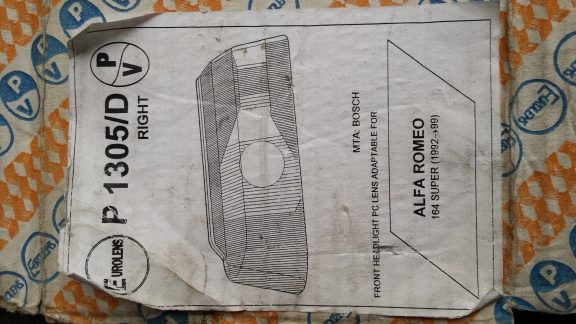 EUROLENS P 1305/D PV
RIGHT
MTA: BOSCH
FRONT HEADLIGHT PC LENS ADAPTABLE FOR
ALFA ROMEO
164 SUPER (1992→99)